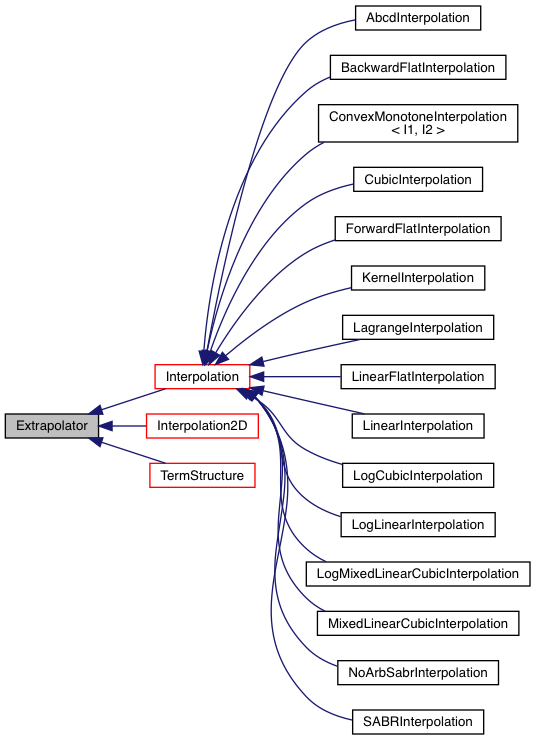 AbcdInterpolation
BackwardFlatInterpolation
ConvexMonotoneInterpolation
< I1, I2 >
CubicInterpolation
ForwardFlatInterpolation
KernelInterpolation
LagrangeInterpolation
Interpolation
LinearFlatInterpolation
Extrapolator
Interpolation2D
LinearInterpolation
TermStructure
LogCubicInterpolation
LogLinearInterpolation
LogMixedLinearCubicInterpolation
MixedLinearCubicInterpolation
NoArbSabrInterpolation
SABRInterpolation